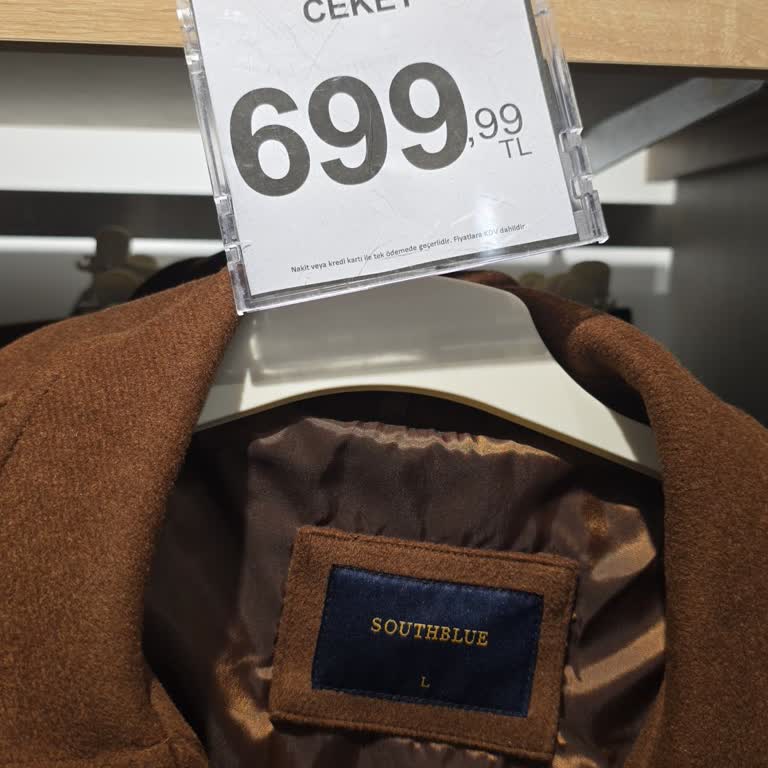 CEKET
699,99
TL
Nakit veya kredi kartı ile tek ödemede geçerlidir. Fiyatlara KDV dahildir
SOUTHBLUE
L